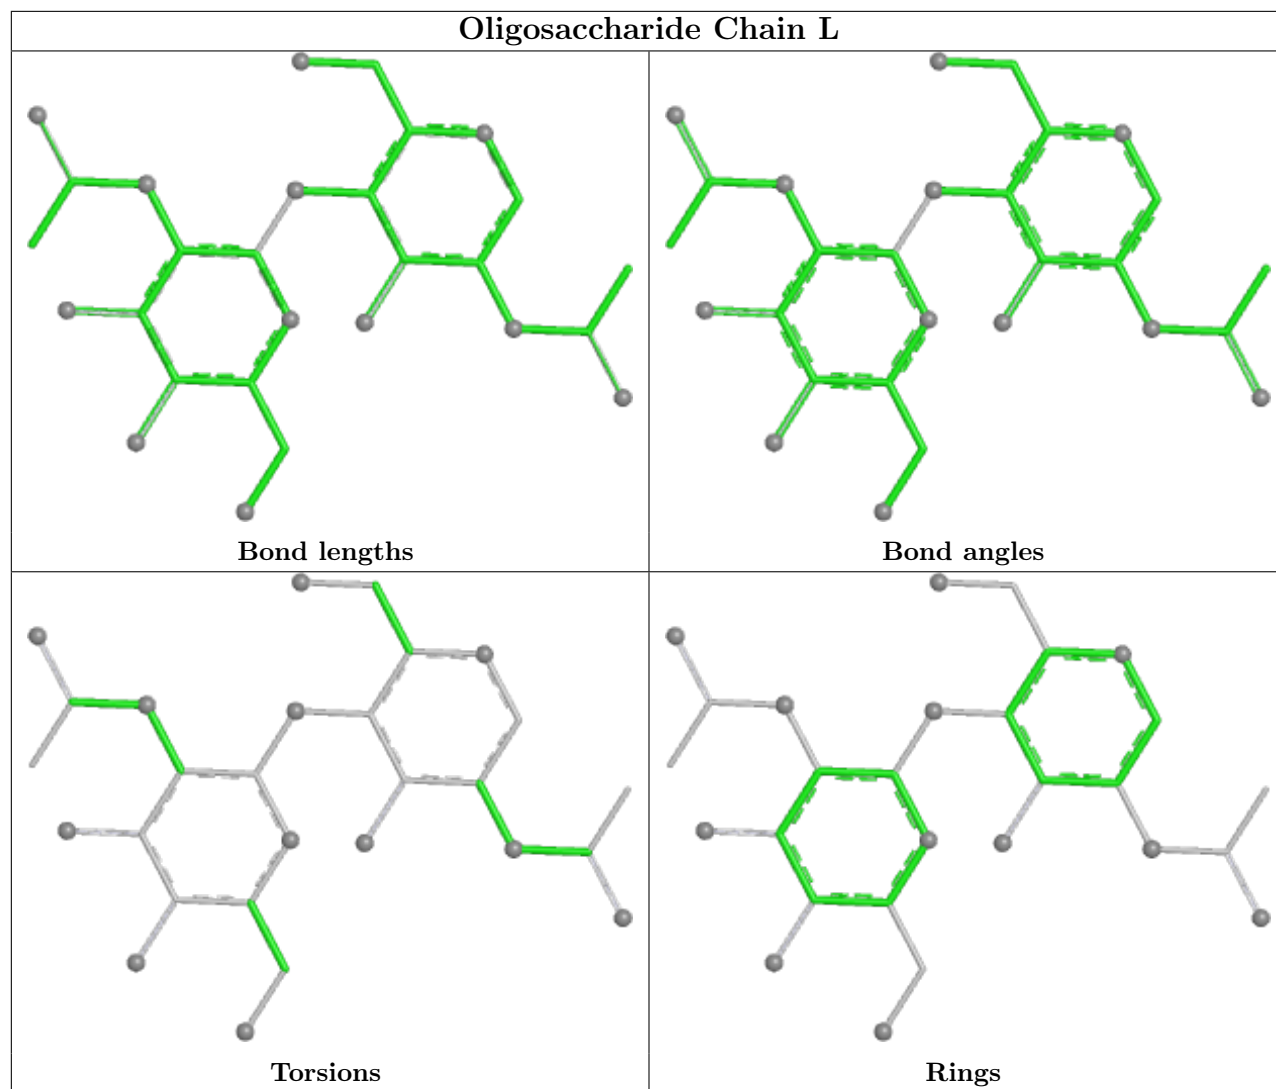 Oligosaccharide Chain L
Bond lengths
Bond angles
Torsions
Rings